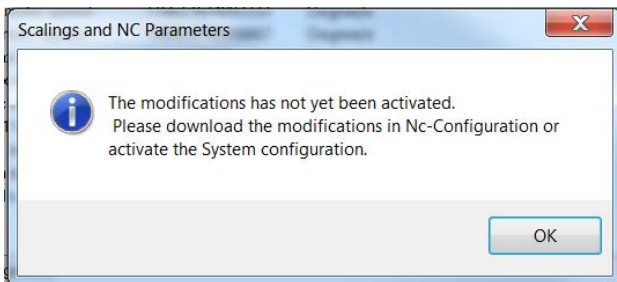 Scalings and NC Parameters
The modifications has not yet been activated.
Please download the modifications in Nc-Configuration or
activate the System configuration.
OK